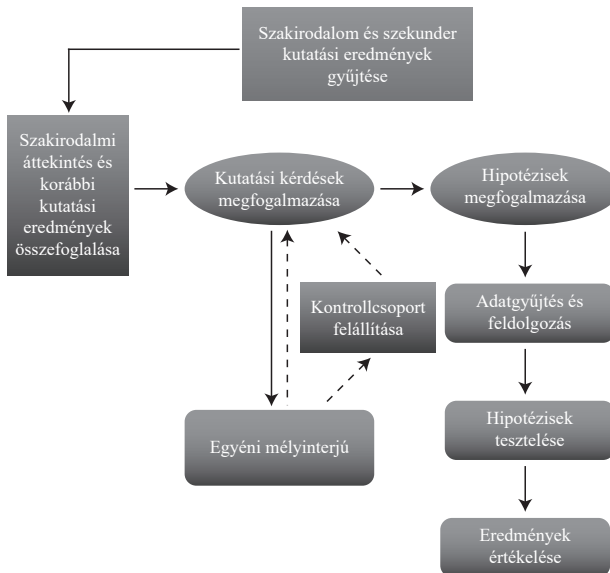 Szakirodalom és szekunder
kutatási eredmények
gyűjtése
Szakirodalmi
áttekintés és
korábbi
kutatási
eredmények
összefoglalása
Kutatási kérdések
megfogalmazása
Hipotézisek
megfogalmazása
Kontrollcsoport
felállítása
Adatgyűjtés és
feldolgozás
Egyéni mélyinterjú
Hipotézisek
tesztelése
Eredmények
értékelése